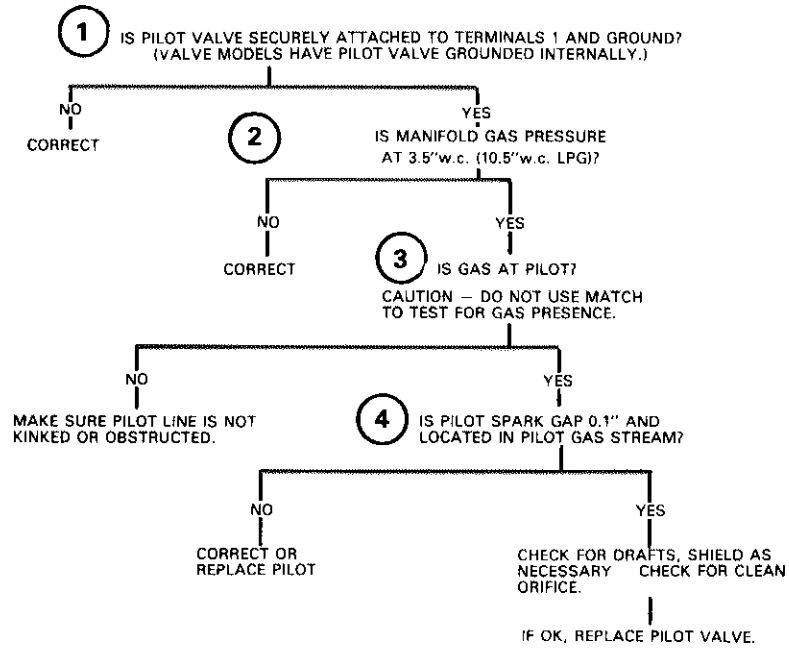 1
IS PILOT VALVE SECURELY ATTACHED TO TERMINALS 1 AND GROUND?
(VALVE MODELS HAVE PILOT VALVE GROUNDED INTERNALLY.)
NO
CORRECT
YES
2
IS MANIFOLD GAS PRESSURE
AT 3.5"w.c. (10.5"w.c. LPG)?
NO
CORRECT
YES
3
IS GAS AT PILOT?
CAUTION — DO NOT USE MATCH
TO TEST FOR GAS PRESENCE.
NO
MAKE SURE PILOT LINE IS NOT
KINKED OR OBSTRUCTED.
YES
4
IS PILOT SPARK GAP 0.1" AND
LOCATED IN PILOT GAS STREAM?
NO
CORRECT OR
REPLACE PILOT
YES
CHECK FOR DRAFTS, SHIELD AS
NECESSARY CHECK FOR CLEAN
ORIFICE.
IF OK, REPLACE PILOT VALVE.